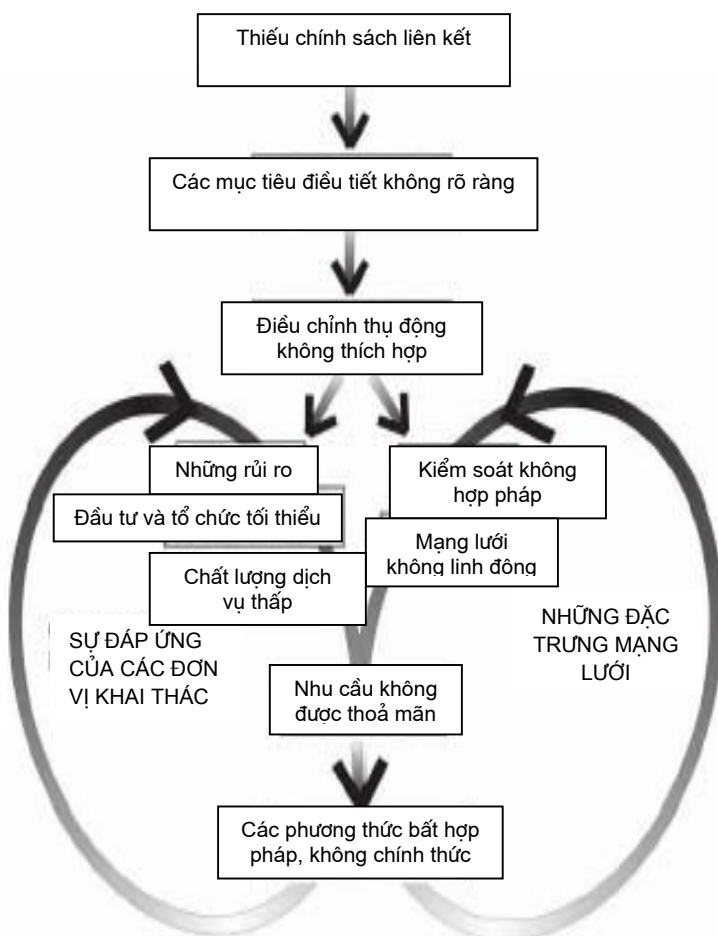 Thiếu chính sách liên kết
Các mục tiêu điều tiết không rõ ràng
Điều chỉnh thụ động
không thích hợp
Những rủi ro
Đầu tư và tổ chức tối thiểu
Chất lượng dịch
vụ thấp
Kiểm soát không
hợp pháp
Mạng lưới
không linh đông
SỰ ĐÁP ỨNG
CỦA CÁC ĐƠN
VỊ KHAI THÁC
NHỮNG ĐẶC
TRƯNG MẠNG
LƯỚI
Nhu cầu không
được thoả mãn
Các phương thức bất hợp
pháp, không chính thức